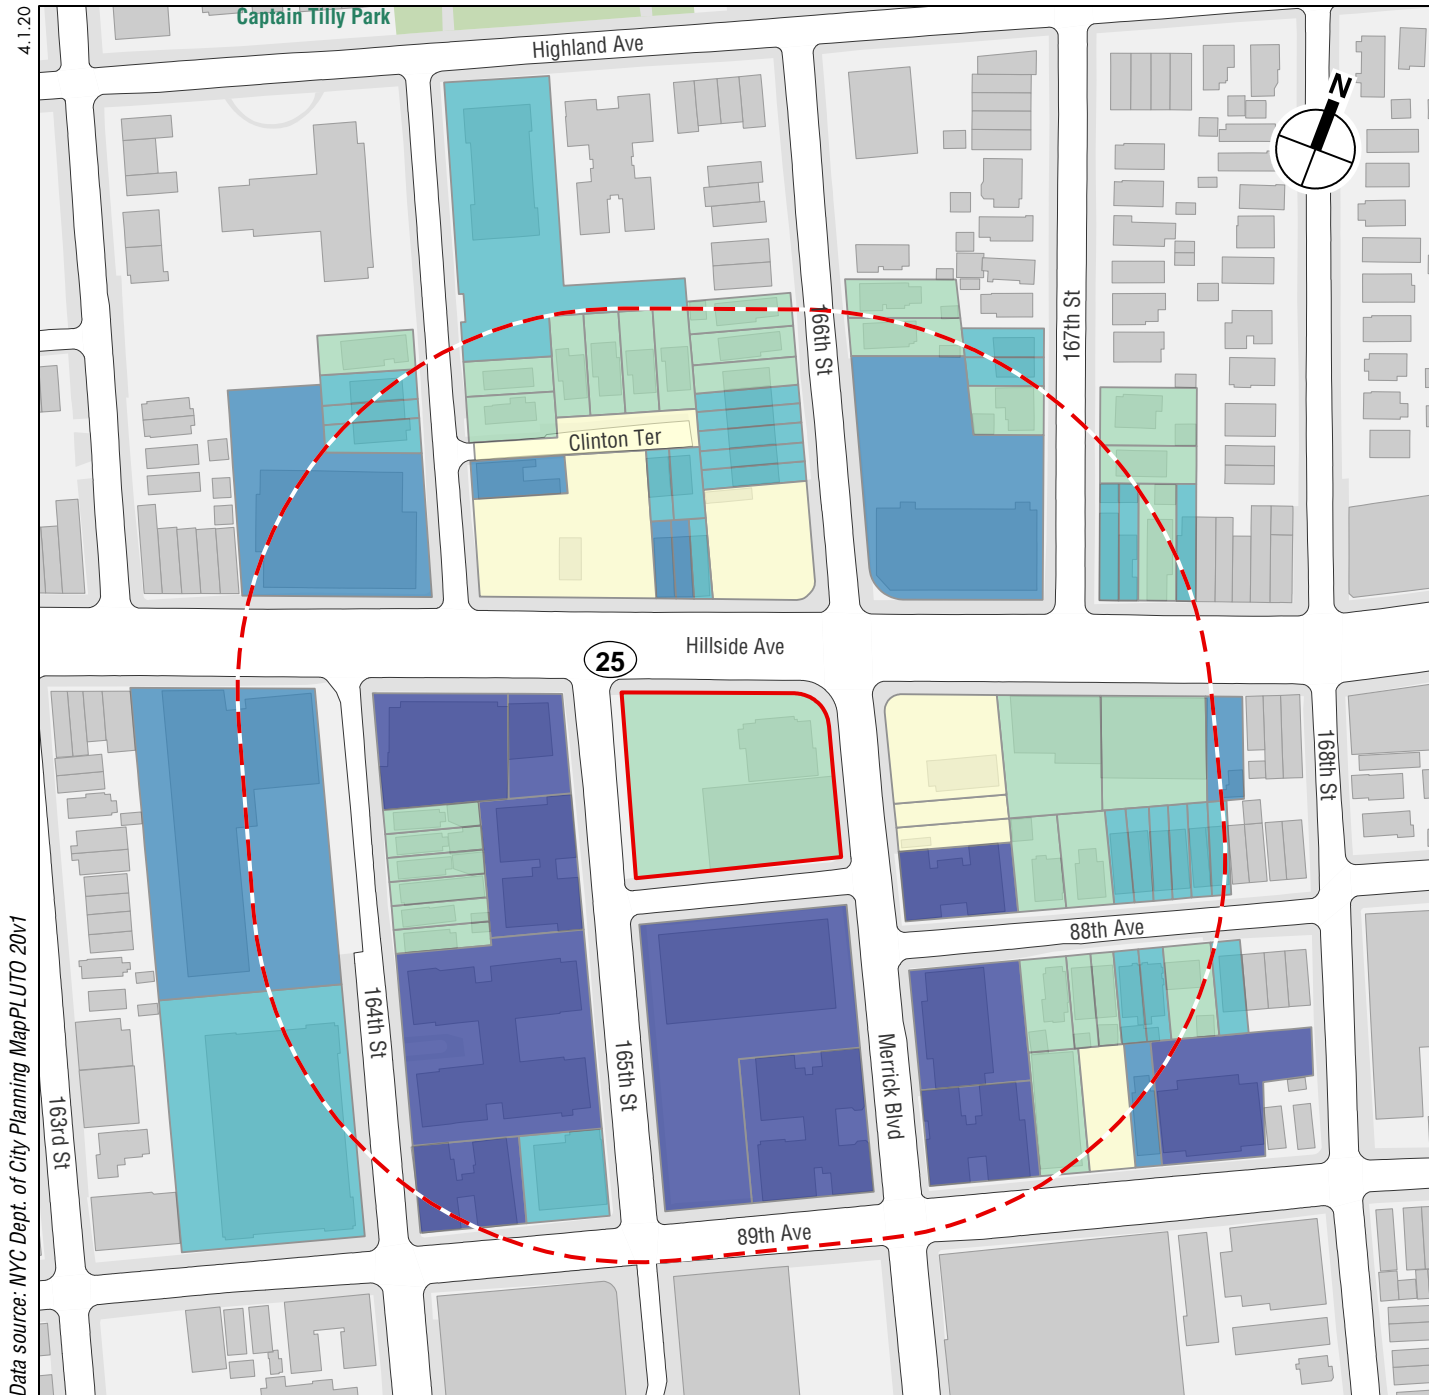 4.1.20
Captain Tilly Park
Highland Ave
N
166th St
167th St
Clinton Ter
Hillside Ave
25
168th St
88th Ave
164th St
165th St
Merrick Blvd
163rd St
89th Ave
Data source: NYC Dept. of City Planning MapPLUTO 20v1